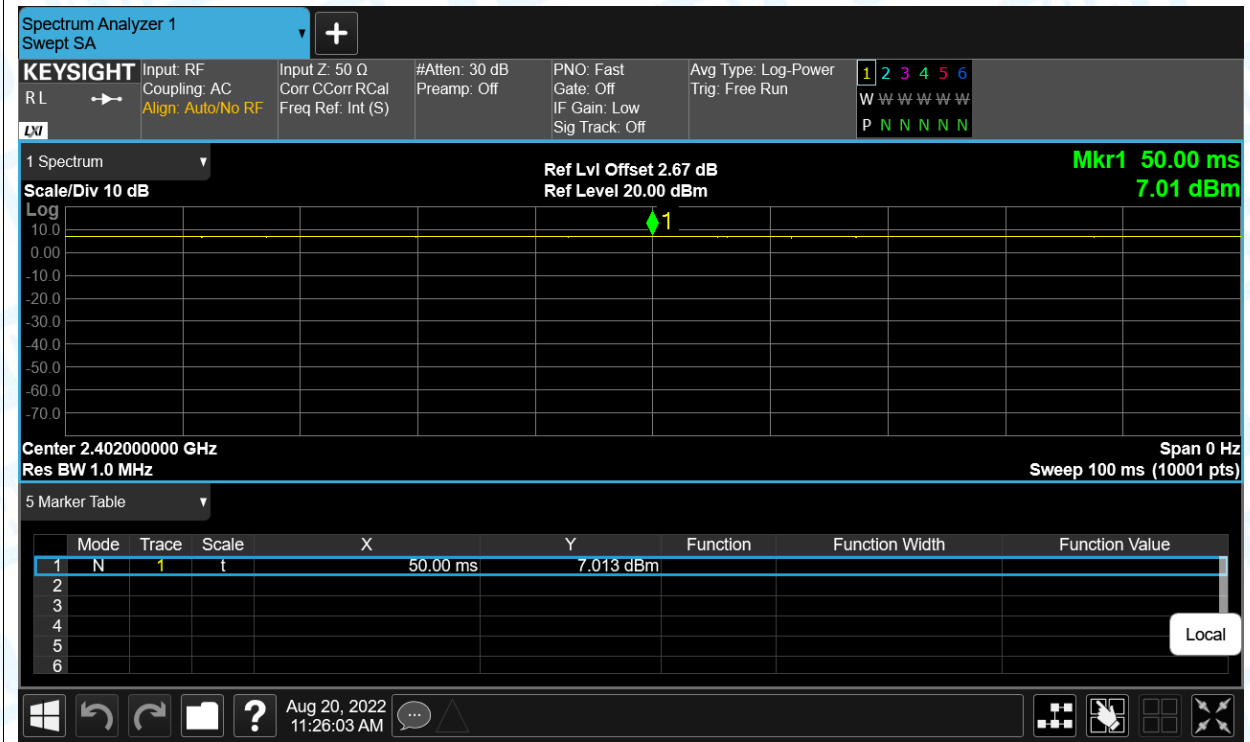 Spectrum Analyzer 1
Swept SA
+
KEYSIGHT
R L
LXI
Input: RF
Coupling: AC
Align: Auto/No RF
Input Z: 50 Ω
Corr CCorr RCal
Freq Ref: Int (S)
#Atten: 30 dB
Preamp: Off
PNO: Fast
Gate: Off
IF Gain: Low
Sig Track: Off
Avg Type: Log-Power
Trig: Free Run
1 2 3 4 5 6
W W W W W W
P N N N N N
1 Spectrum
Scale/Div 10 dB
Ref Lvl Offset 2.67 dB
Ref Level 20.00 dBm
Mkr1 50.00 ms
7.01 dBm
Log
1
10.0
0.00
-10.0
-20.0
-30.0
-40.0
-50.0
-60.0
-70.0
Center 2.402000000 GHz
Span 0 Hz
Res BW 1.0 MHz
Sweep 100 ms (10001 pts)
5 Marker Table
Mode Trace Scale X Y Function Function Width Function Value
1 N 1 t 50.00 ms 7.013 dBm
2
3
4
5
6
Local
?
Aug 20, 2022
11:26:03 AM